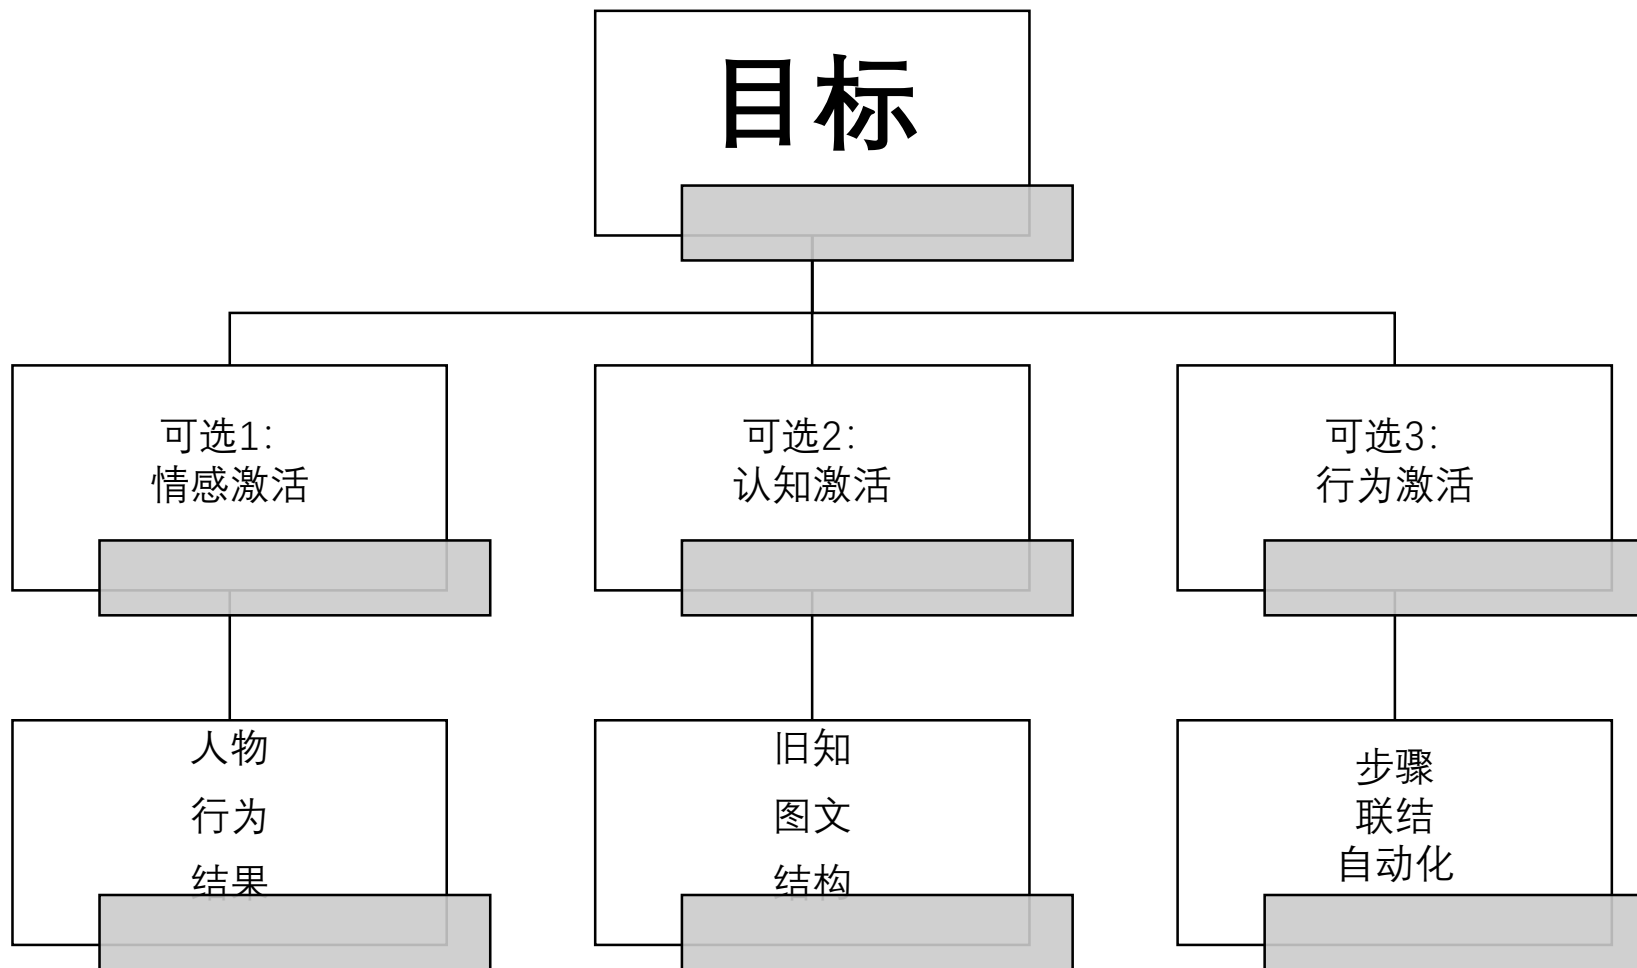 目标
可选1：
情感激活
可选2：
认知激活
可选3：
行为激活
人物
行为
结果
旧知
图文
结构
步骤
联结
自动化